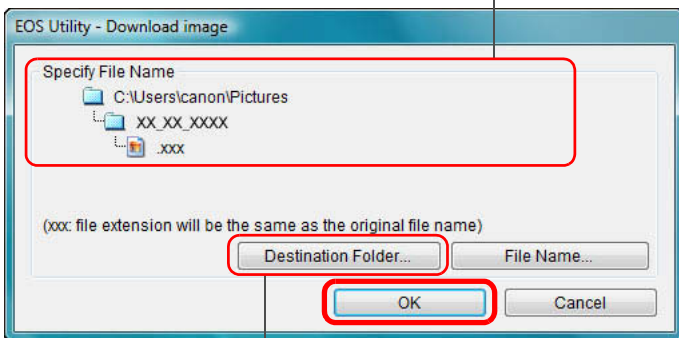 EOS Utility - Download image
Specify File Name
C:\Users\canon\Pictures
XX_XX_XXXX
.xxx
(xxx: file extension will be the same as the original file name)
Destination Folder... File Name...
OK Cancel